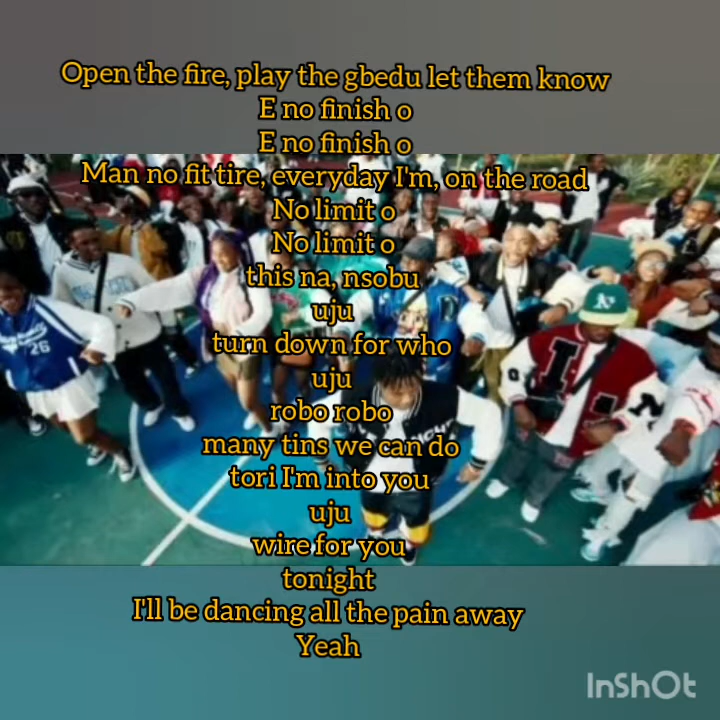 Open the fire, play the gbedu let them know
E no finish o
E no finish o
Man no fit tire, everyday I'm, on the road
No limit o
No limit o
this na, nsobu
uju
turn down for who
uju
robo robo
many tins we can do
tori I'm into you
uju
wire for you
tonight
I'll be dancing all the pain away
Yeah
26
A's
InShOt